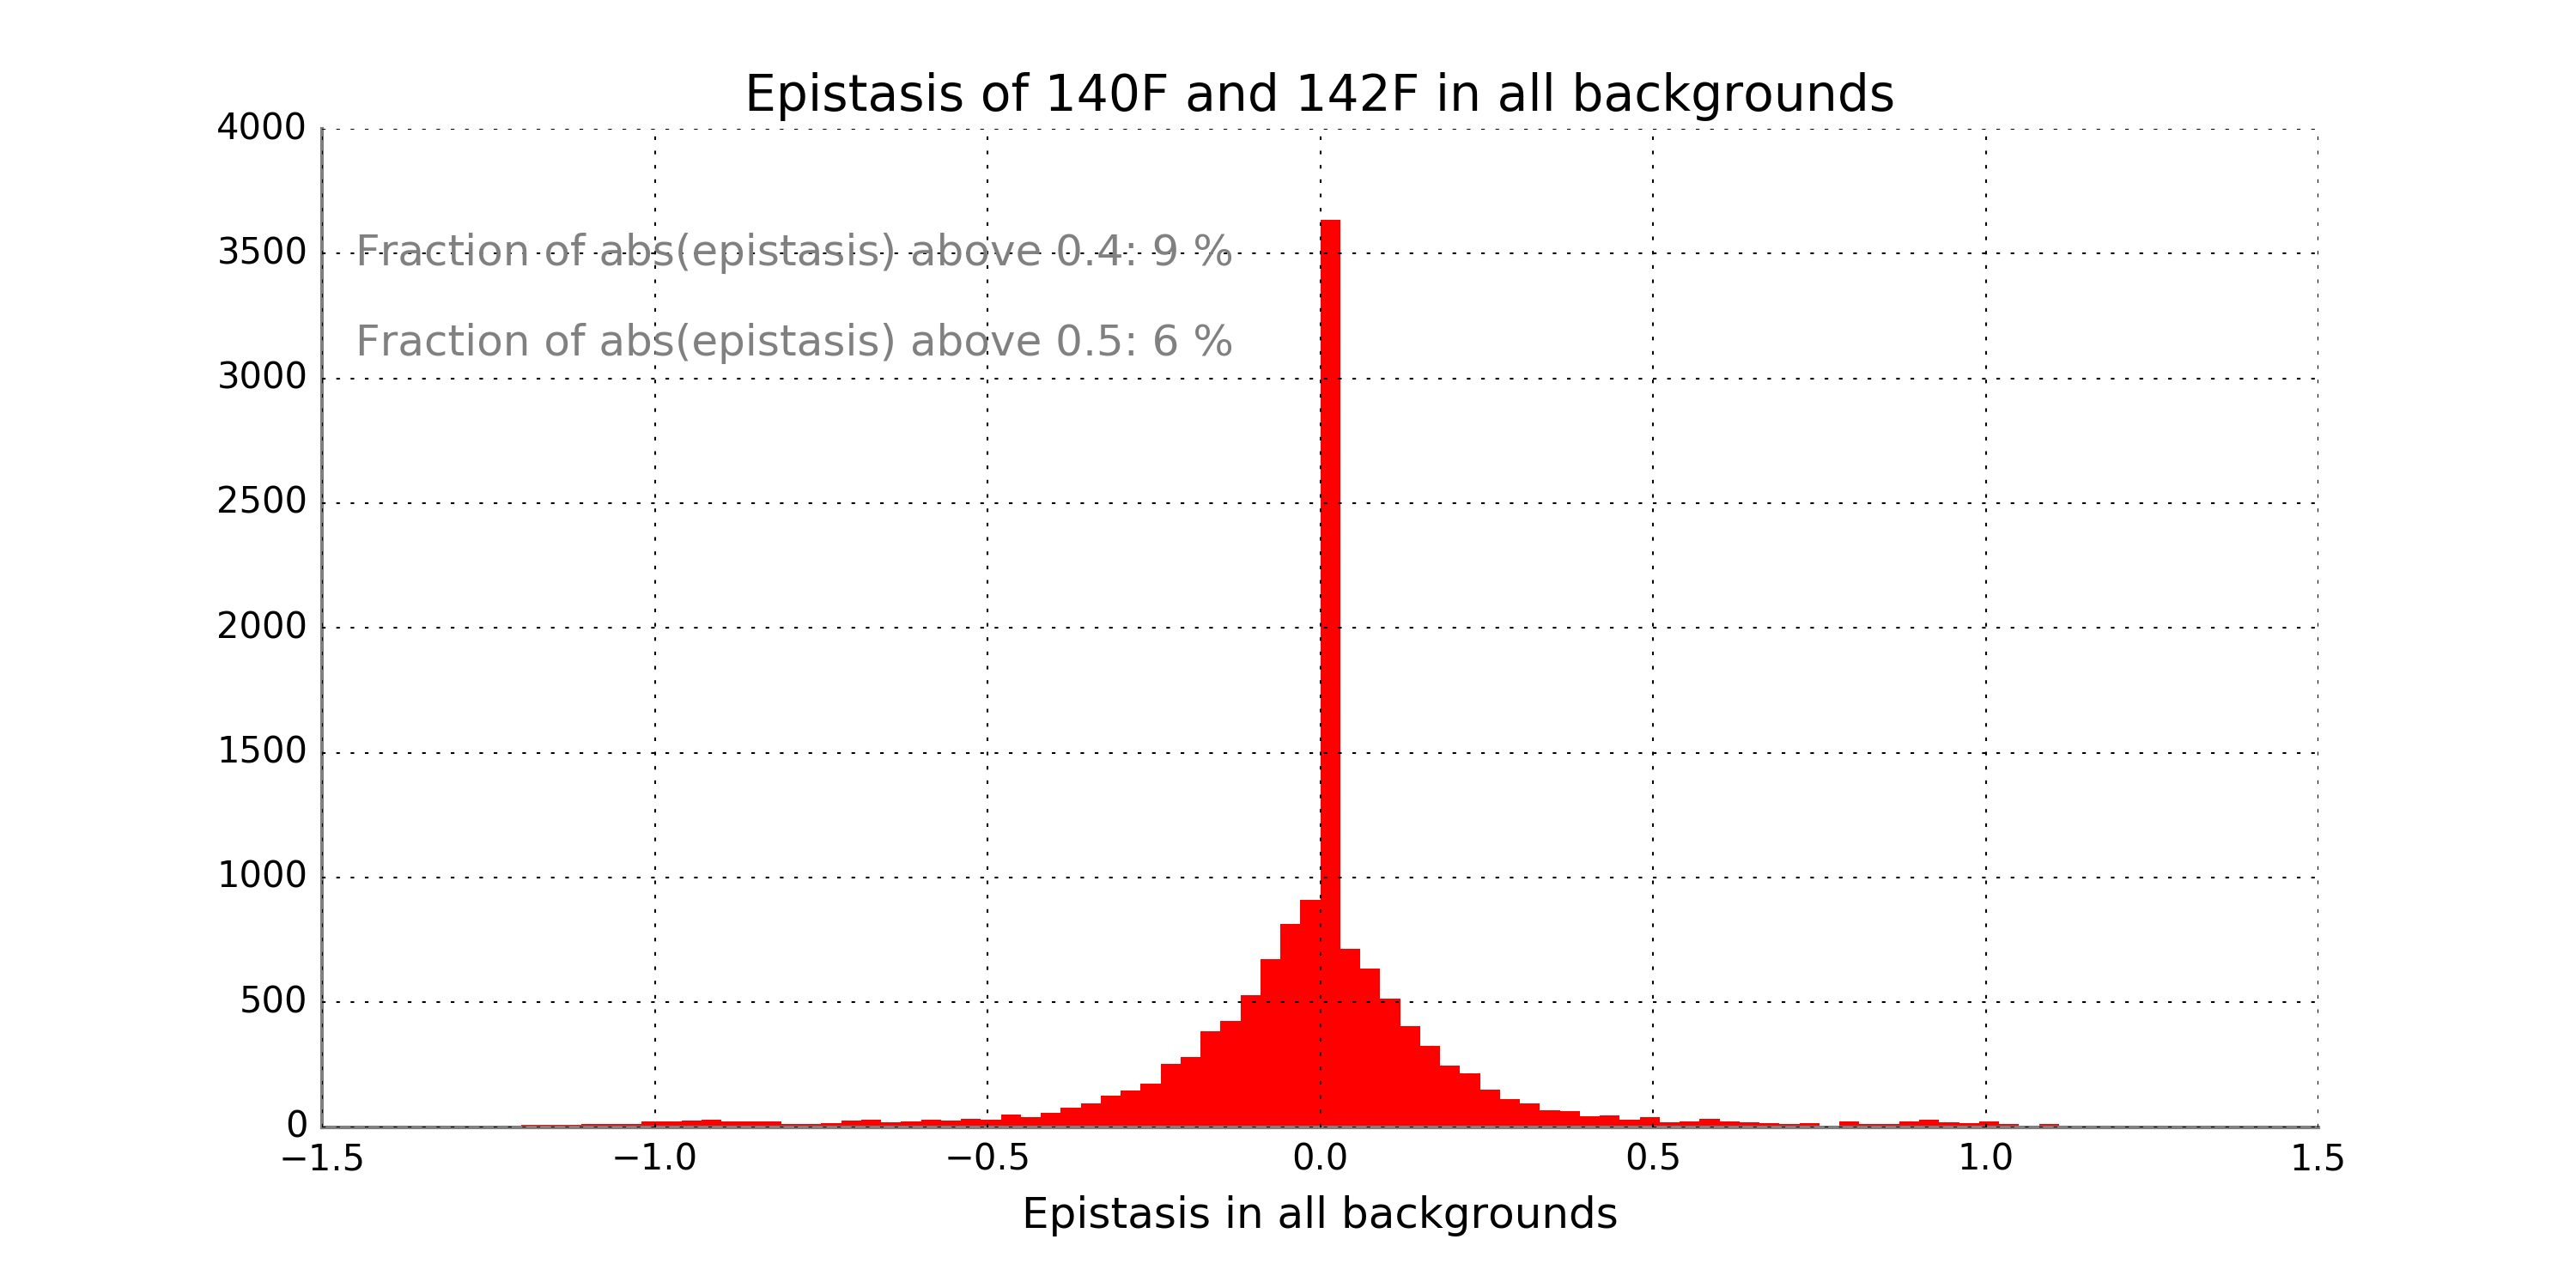 Epistasis of 140F and 142F in all backgrounds
4000
3500
Fraction of abs(epistasis) above 0.4: 9 %
Fraction of abs(epistasis) above 0.5: 6 %
3000
2500
2000
1500
1000
500
0
−1.5 −1.0 −0.5 0.0 0.5 1.0 1.5
Epistasis in all backgrounds